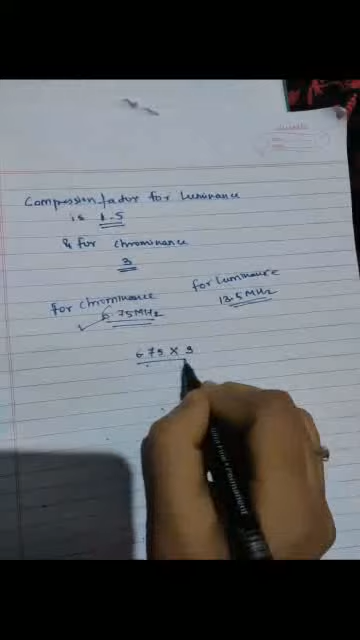 Compression factor for luminance
is 1.5
& for chrominance
3
for chrominance
6.75MHz
for luminance
13.5MHz
6.75 X 3